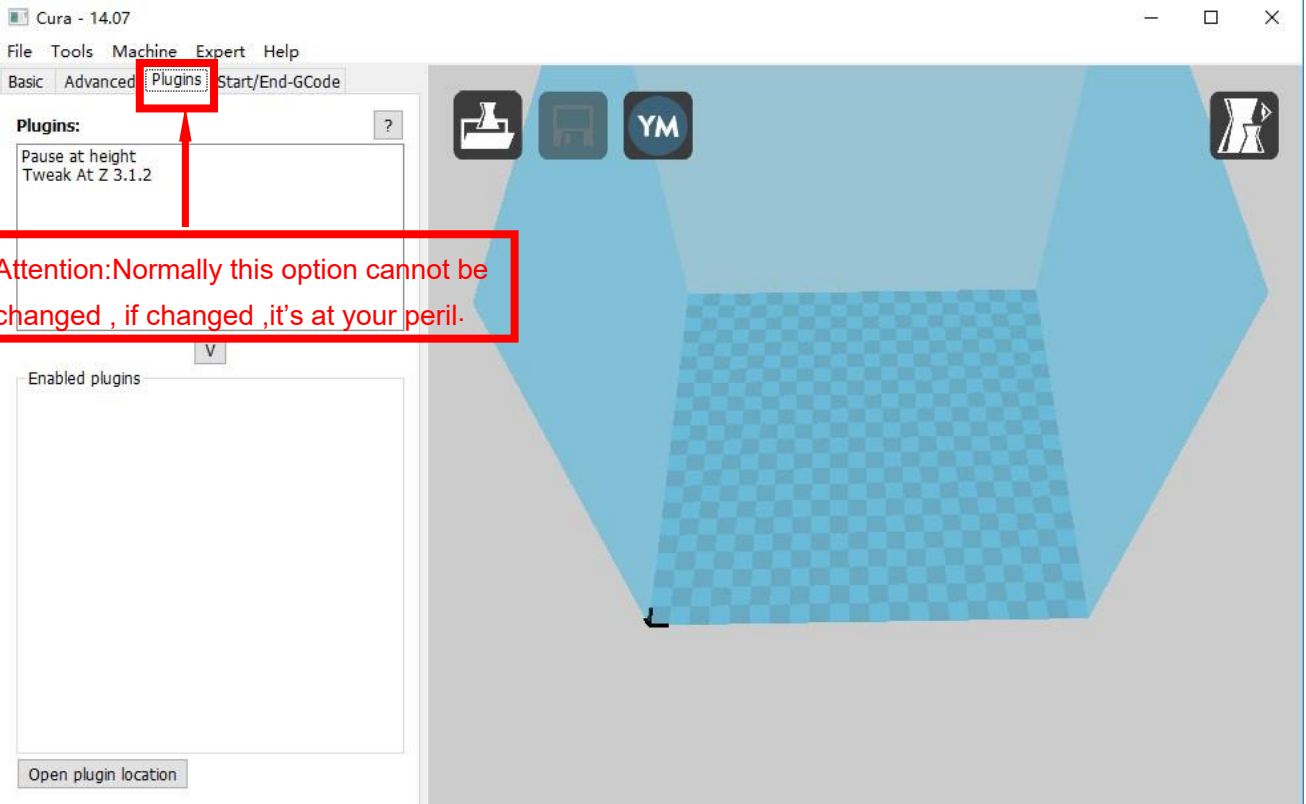 Cura - 14.07
File Tools Machine Expert Help
Basic Advanced Plugins Start/End-GCode
Plugins:
?
Pause at height
Tweak At Z 3.1.2
YM
Attention:Normally this option cannot be
changed , if changed ,it's at your peril.
V
Enabled plugins
Open plugin location